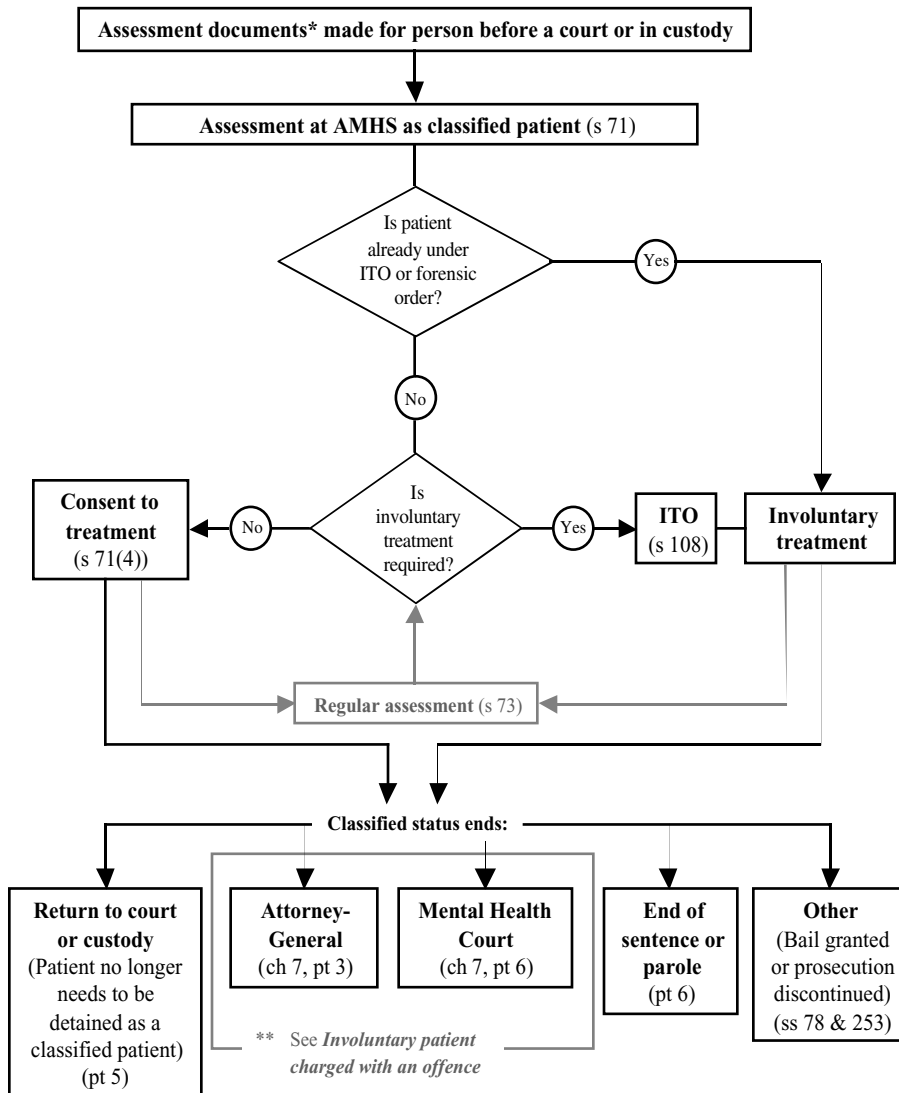 Assessment documents* made for person before a court or in custody
Assessment at AMHS as classified patient (s 71)
Is patient
already under
ITO or forensic
order?
Yes
No
Consent to
treatment
(s 71(4))
No
Is
involuntary
treatment
required?
Yes
ITO
(s 108)
Involuntary
treatment
Regular assessment (s 73)
Classified status ends:
Return to court
or custody
(Patient no longer
needs to be
detained as a
classified patient)
(pt 5)
Attorney-
General
(ch 7, pt 3)
Mental Health
Court
(ch 7, pt 6)
End of
sentence or
parole
(pt 6)
Other
(Bail granted
or prosecution
discontinued)
(ss 78 & 253)
** See Involuntary patient
charged with an offence